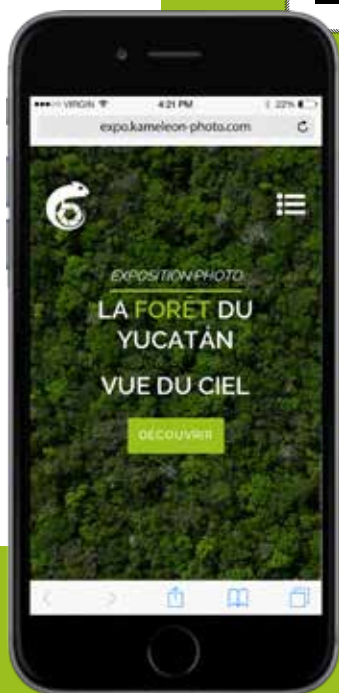 VIRGIN 4:21 PM 22%
expo.kameleon-photo.com
EXPOSITION PHOTO
LA FORÊT DU
YUCATÁN
VUE DU CIEL
DÉCOUVRIR